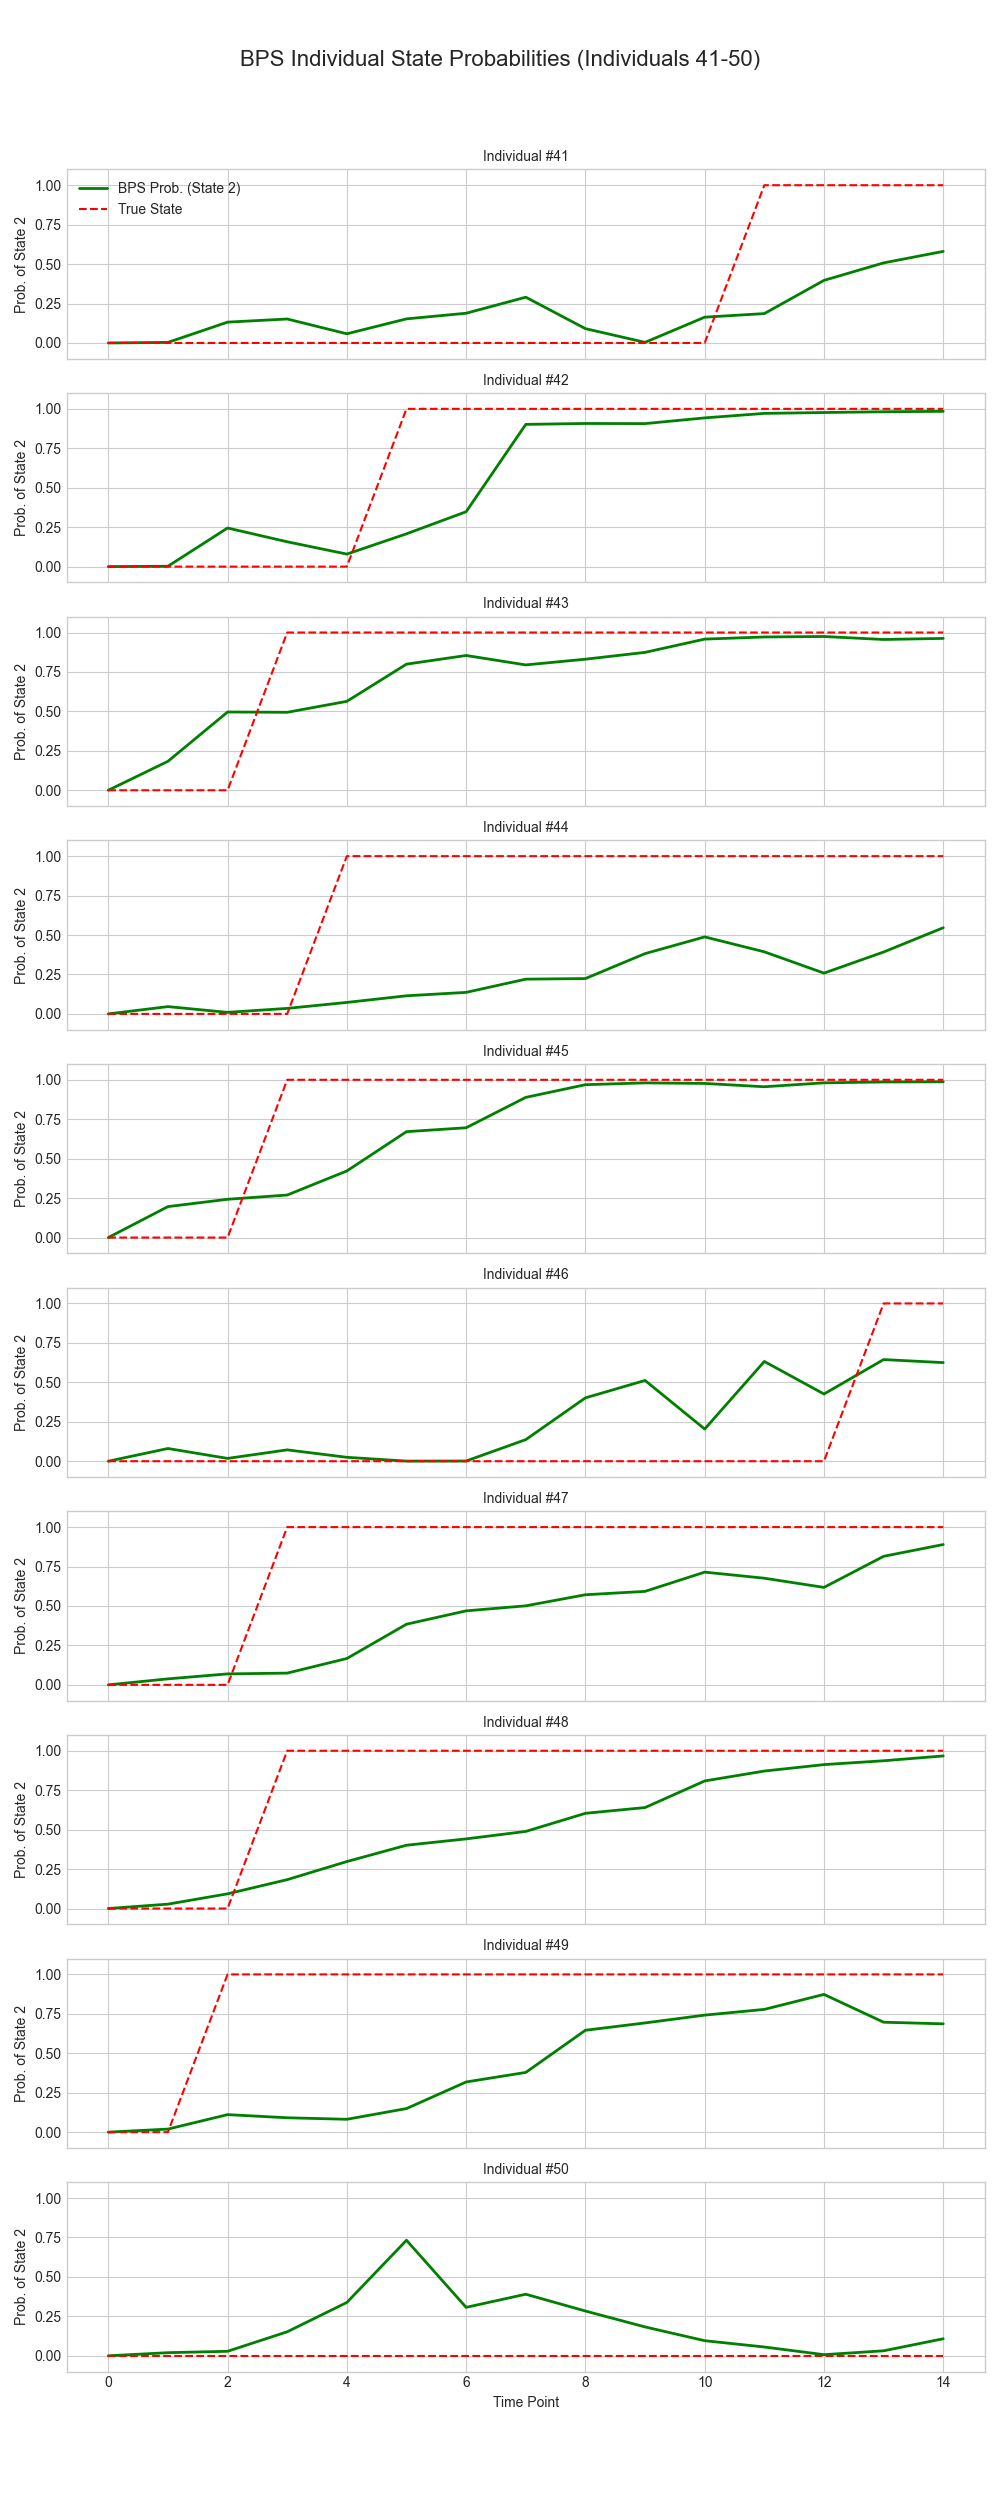 BPS Individual State Probabilities (Individuals 41-50)
Individual #41
BPS Prob. (State 2)
True State
1.00
0.75
0.50
0.25
0.00
Prob. of State 2
Individual #42
1.00
0.75
0.50
0.25
0.00
Prob. of State 2
Individual #43
1.00
0.75
0.50
0.25
0.00
Prob. of State 2
Individual #44
1.00
0.75
0.50
0.25
0.00
Prob. of State 2
Individual #45
1.00
0.75
0.50
0.25
0.00
Prob. of State 2
Individual #46
1.00
0.75
0.50
0.25
0.00
Prob. of State 2
Individual #47
1.00
0.75
0.50
0.25
0.00
Prob. of State 2
Individual #48
1.00
0.75
0.50
0.25
0.00
Prob. of State 2
Individual #49
1.00
0.75
0.50
0.25
0.00
Prob. of State 2
Individual #50
1.00
0.75
0.50
0.25
0.00
Prob. of State 2
0 2 4 6 8 10 12 14
Time Point